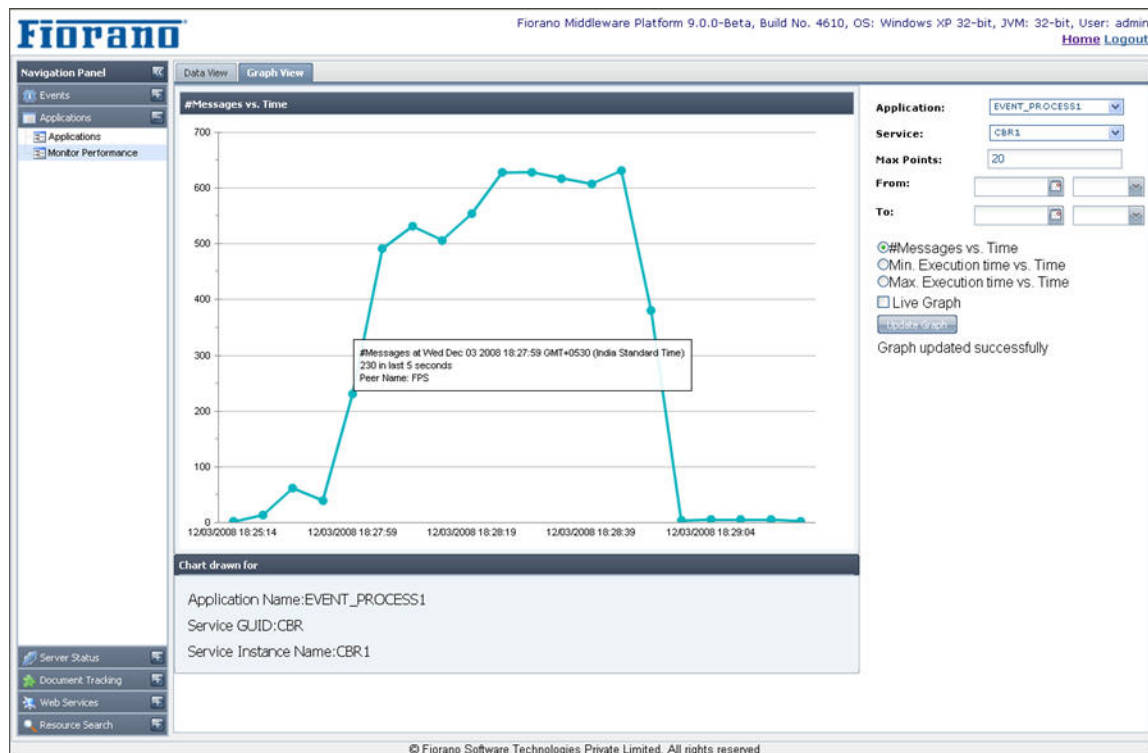 Fiorano
Fiorano Middleware Platform 9.0.0-Beta, Build No. 4610, OS: Windows XP 32-bit, JVM: 32-bit, User: admin
Home Logout
Navigation Panel
Events
Applications
Applications
Monitor Performance
Server Status
Document Tracking
Web Services
Resource Search
Data View
Graph View
#Messages vs. Time
700
600
500
400
300
200
100
0
#Messages at Wed Dec 03 2008 18:27:59 GMT+0530 (India Standard Time)
230 in last 5 seconds
Peer Name: FPS
12/03/2008 18:25:14 12/03/2008 18:27:59 12/03/2008 18:28:19 12/03/2008 18:28:39 12/03/2008 18:29:04
Chart drawn for
Application Name:EVENT_PROCESS1
Service GUID:CBR
Service Instance Name:CBR1
Application: EVENT_PROCESS1
Service: CBR1
Max Points: 20
From:
To:
#Messages vs. Time
Min. Execution time vs. Time
Max. Execution time vs. Time
Live Graph
Update Graph
Graph updated successfully
© Fiorano Software Technologies Private Limited. All rights reserved